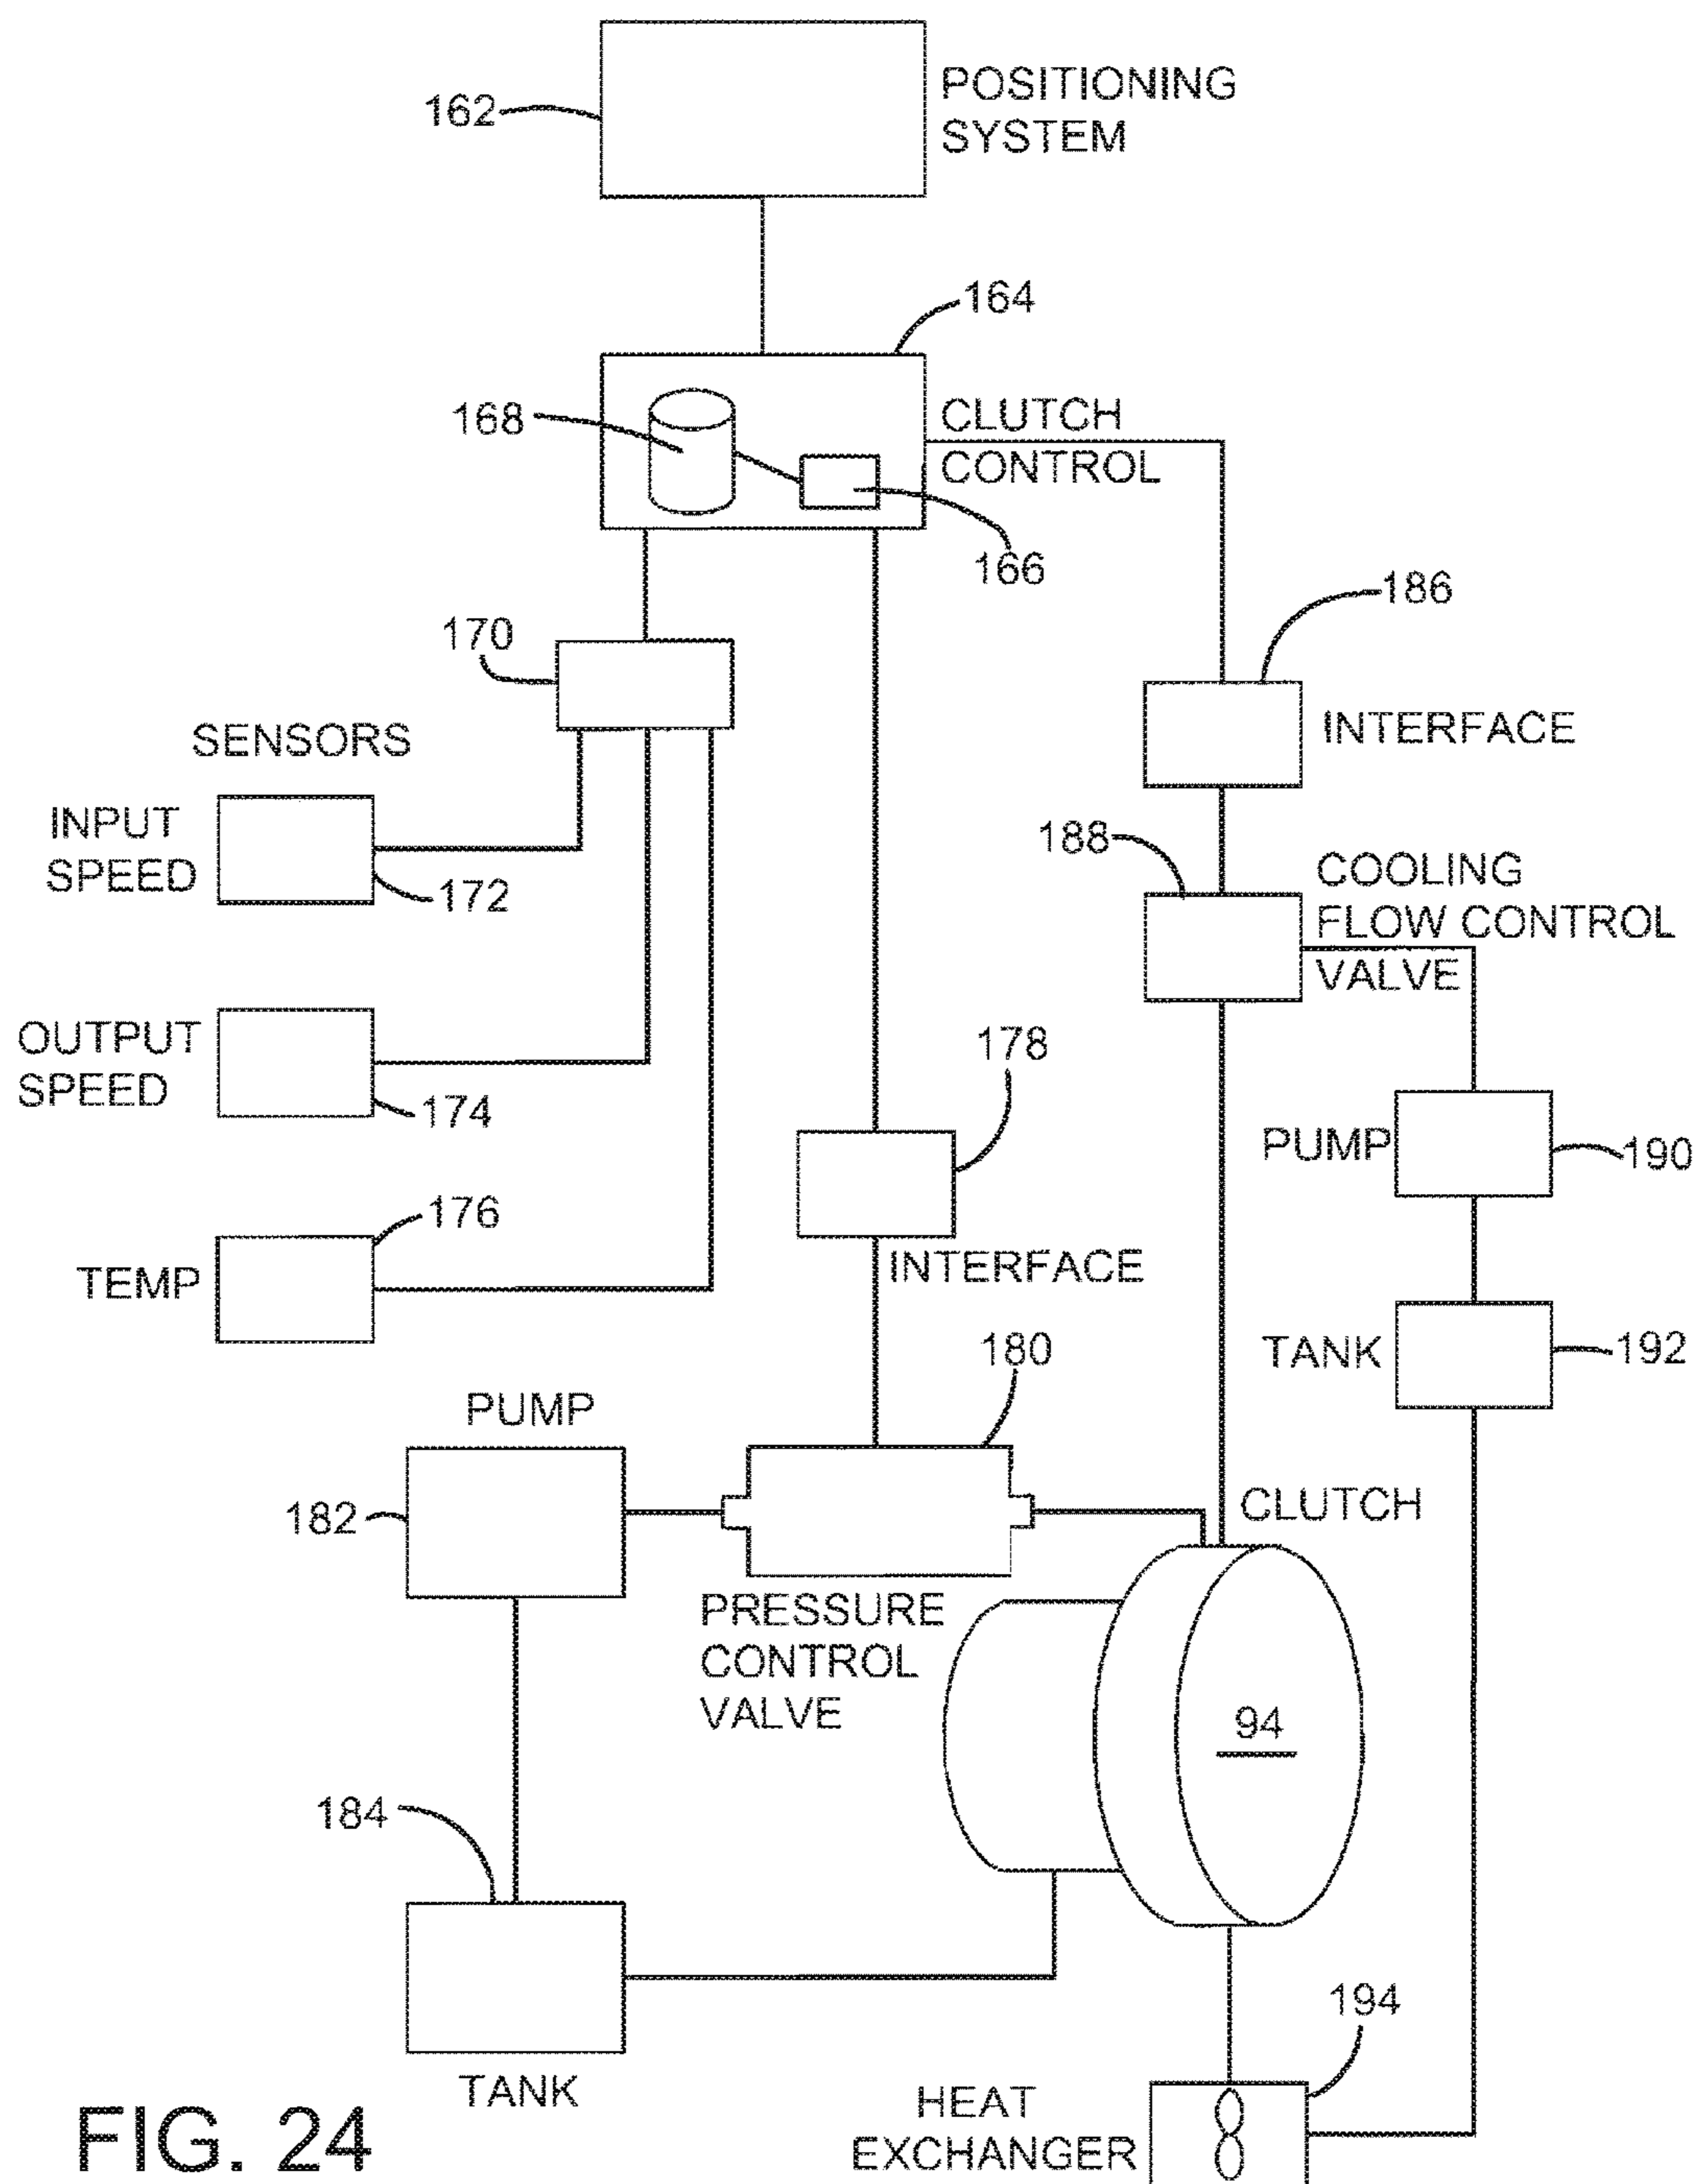 162
POSITIONING
SYSTEM
164
168
CLUTCH
CONTROL
166
186
170
INTERFACE
SENSORS
INPUT
SPEED
172
188
COOLING
FLOW CONTROL
VALVE
OUTPUT
SPEED
174
178
PUMP
190
176
TEMP
INTERFACE
180
TANK
192
PUMP
182
CLUTCH
PRESSURE
CONTROL
VALVE
94
184
194
TANK
HEAT
EXCHANGER
FIG. 24